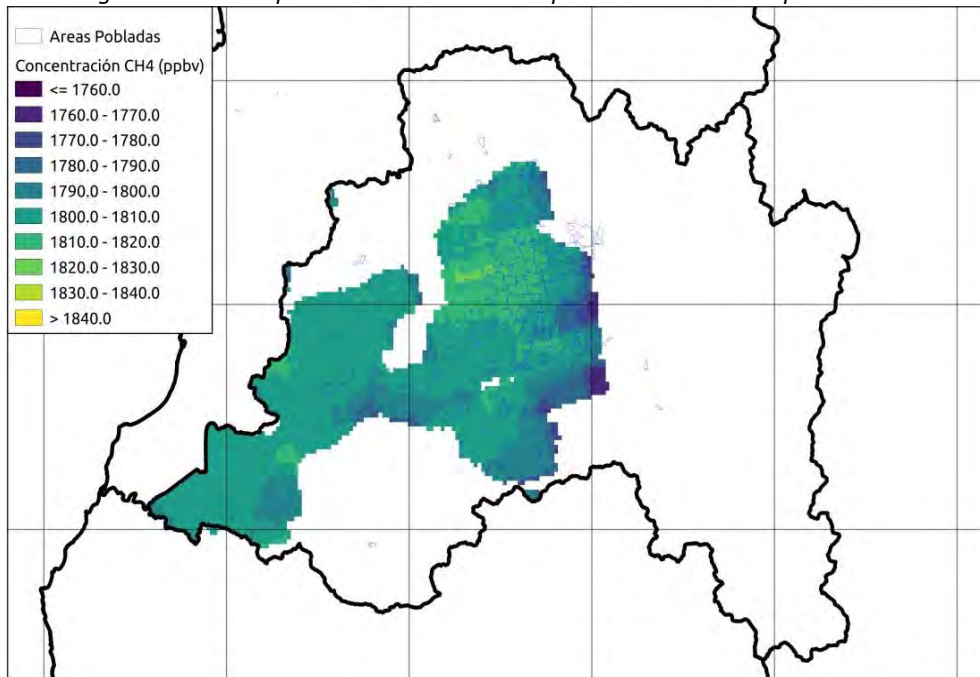 Areas Pobladas
Concentración CH4 (ppbv)
<= 1760.0
1760.0 - 1770.0
1770.0 - 1780.0
1780.0 - 1790.0
1790.0 - 1800.0
1800.0 - 1810.0
1810.0 - 1820.0
1820.0 - 1830.0
1830.0 - 1840.0
> 1840.0